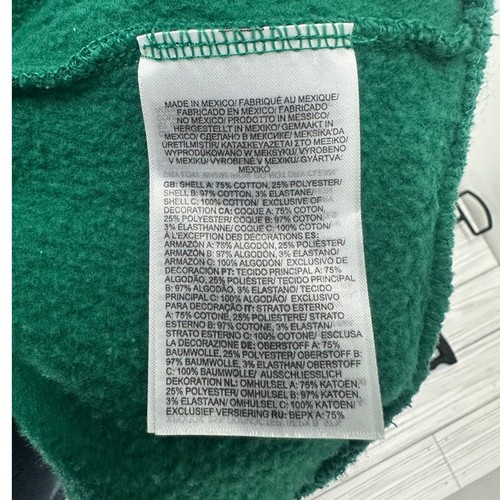 MADE IN MEXICO/ FABRIQUÉ AU MEXIQUE/
FABRICADO EN MÉXICO/ FABRICADO
NO MÉXICO/ PRODOTTO IN MESSICO/
HERGESTELLT IN MEXIKO/ GEMAAKT IN
MEXICO/ СДЕЛАНО В МЕКСИКЕ/ MEKSİKA'DA
ÜRETİLMİŞTİR/ ΚΑΤΑΣΚΕΥΑΖΕΤΑΙ ΣΤΟ ΜΕΞΙΚΟ/
WYPRODUKOWANO W MEKSYKU/ VYROBENO
V MEXIKU/ VYROBENÉ V MEXIKU/ GYÁRTVA:
MEXIKÓ
GB: SHELL A: 75% COTTON, 25% POLYESTER/
SHELL B: 97% COTTON, 3% ELASTANE/
SHELL C: 100% COTTON/ EXCLUSIVE OF
DECORATION CA: COQUE A: 75% COTON,
25% POLYESTER/ COQUE B: 97% COTON,
3% ÉLASTHANNE/ COQUE C: 100% COTON/
À L'EXCEPTION DES DÉCORATIONS ES:
ARMAZÓN A: 75% ALGODÓN, 25% POLIÉSTER/
ARMAZÓN B: 97% ALGODÓN, 3% ELASTANO/
ARMAZÓN C: 100% ALGODÓN/ EXCLUSIVO DE
DECORACIÓN PT: TECIDO PRINCIPAL A: 75%
ALGODÃO, 25% POLIÉSTER/ TECIDO PRINCIPAL
B: 97% ALGODÃO, 3% ELASTANO/ TECIDO
PRINCIPAL C: 100% ALGODÃO/ EXCLUSIVO
PARA DECORAÇÃO IT: STRATO ESTERNO
A: 75% COTONE, 25% POLIESTERE/ STRATO
ESTERNO B: 97% COTONE, 3% ELASTAN/
STRATO ESTERNO C: 100% COTONE/ ESCLUSA
LA DECORAZIONE DE: OBERSTOFF A: 75%
BAUMWOLLE, 25% POLYESTER/ OBERSTOFF B:
97% BAUMWOLLE, 3% ELASTHAN/ OBERSTOFF
C: 100% BAUMWOLLE/ AUSSCHLIESSLICH
DEKORATION NL: OMHULSEL A: 75% KATOEN,
25% POLYESTER/ OMHULSEL B: 97% KATOEN,
3% ELASTAAN/ OMHULSEL C: 100% KATOEN/
EXCLUSIEF VERSIERING RU: ВЕРХ A: 75%